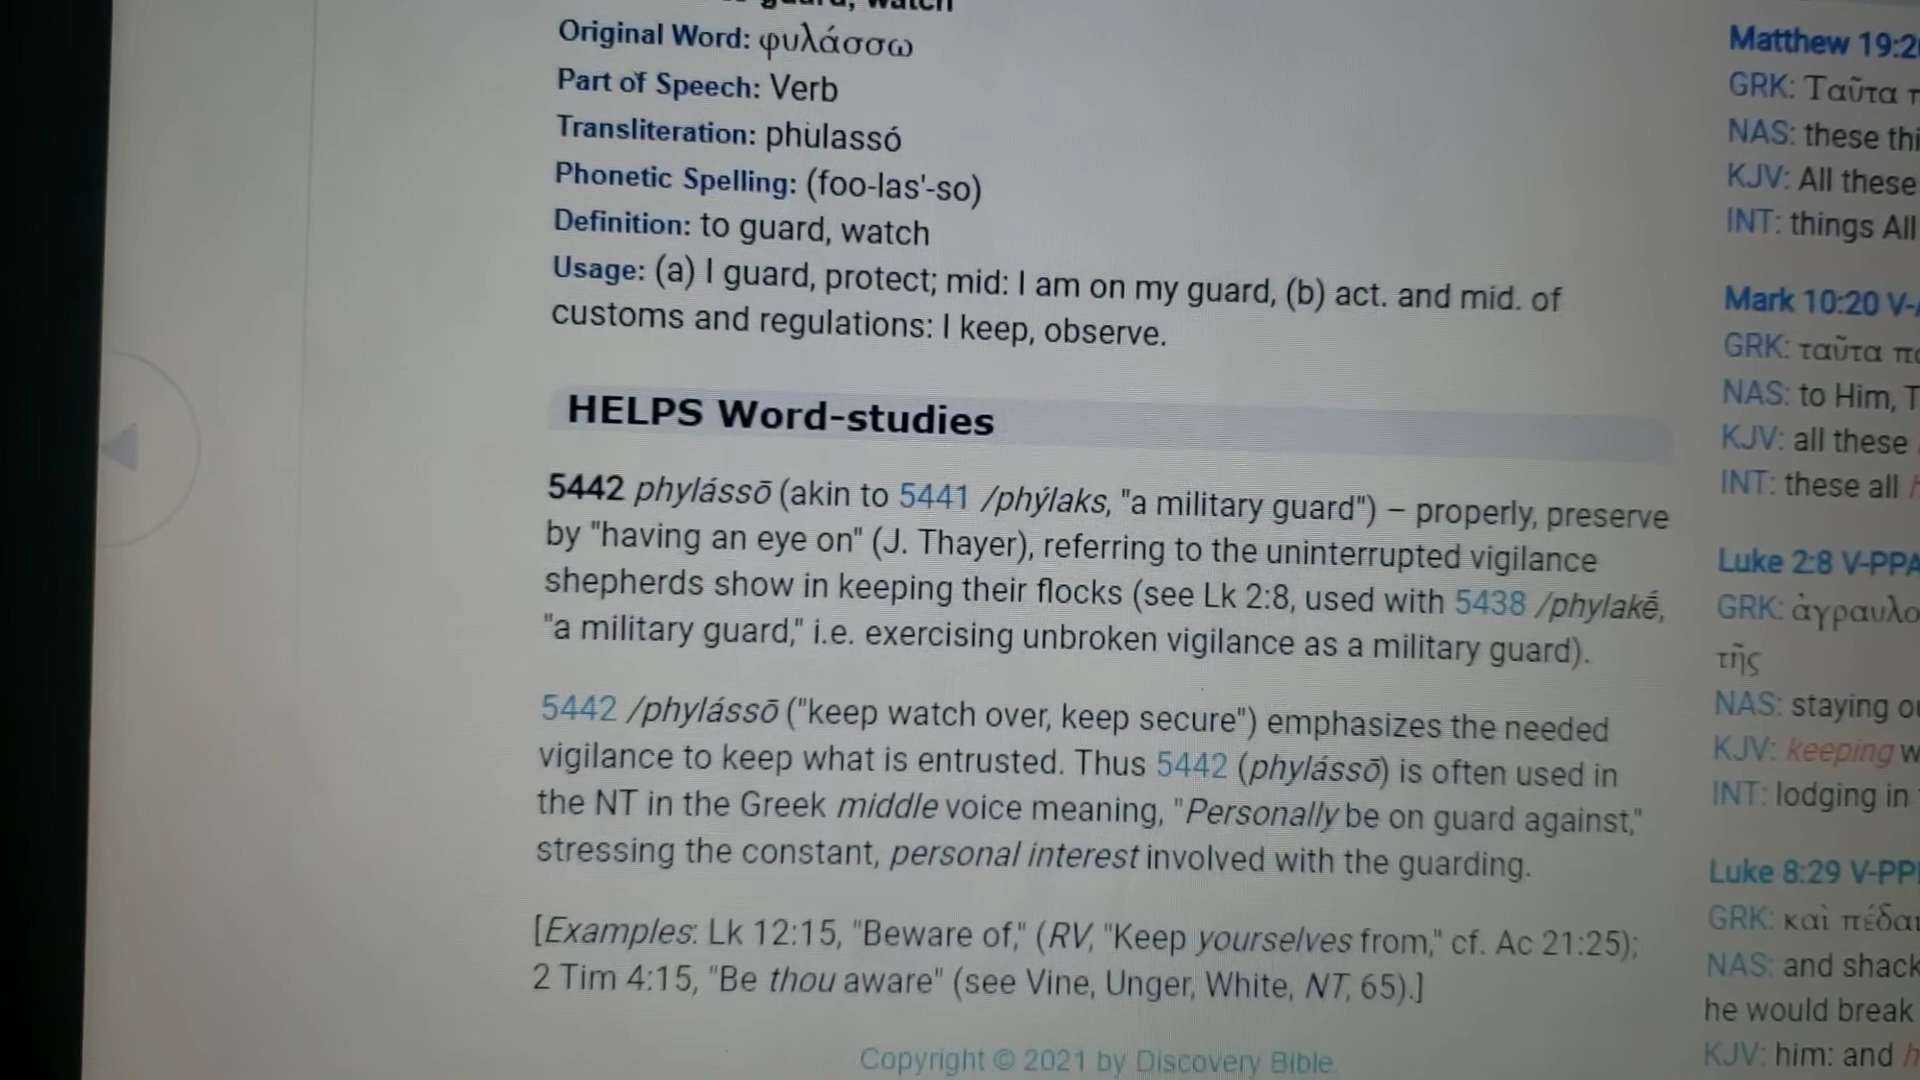 guard, watch
Original Word: φυλάσσω
Part of Speech: Verb
Transliteration: phulassó
Phonetic Spelling: (foo-las'-so)
Definition: to guard, watch
Usage: (a) I guard, protect; mid: I am on my guard, (b) act. and mid. of
customs and regulations: I keep, observe.
HELPS Word-studies
5442 phylássō (akin to 5441 /phýlaks, "a military guard") – properly, preserve
by "having an eye on" (J. Thayer), referring to the uninterrupted vigilance
shepherds show in keeping their flocks (see Lk 2:8, used with 5438 /phylakḗ,
"a military guard," i.e. exercising unbroken vigilance as a military guard).
5442 /phylássō ("keep watch over, keep secure") emphasizes the needed
vigilance to keep what is entrusted. Thus 5442 (phylássō) is often used in
the NT in the Greek middle voice meaning, "Personally be on guard against,"
stressing the constant, personal interest involved with the guarding.
[Examples: Lk 12:15, "Beware of," (RV, "Keep yourselves from," cf. Ac 21:25);
2 Tim 4:15, "Be thou aware" (see Vine, Unger, White, NT, 65).]
Copyright © 2021 by Discovery Bible
Matthew 19:2
GRK: Ταῦτα
NAS: these
KJV: All these
INT: things All
Mark 10:20
GRK: ταῦτα
NAS: to Him,
KJV: all these
INT: these all
Luke 2:8 V-PPA
GRK:
τῆς
NAS: staying
KJV: keeping
INT: lodging in
Luke 8:29
GRK: καὶ
NAS: and
he would break
KJV: him: and